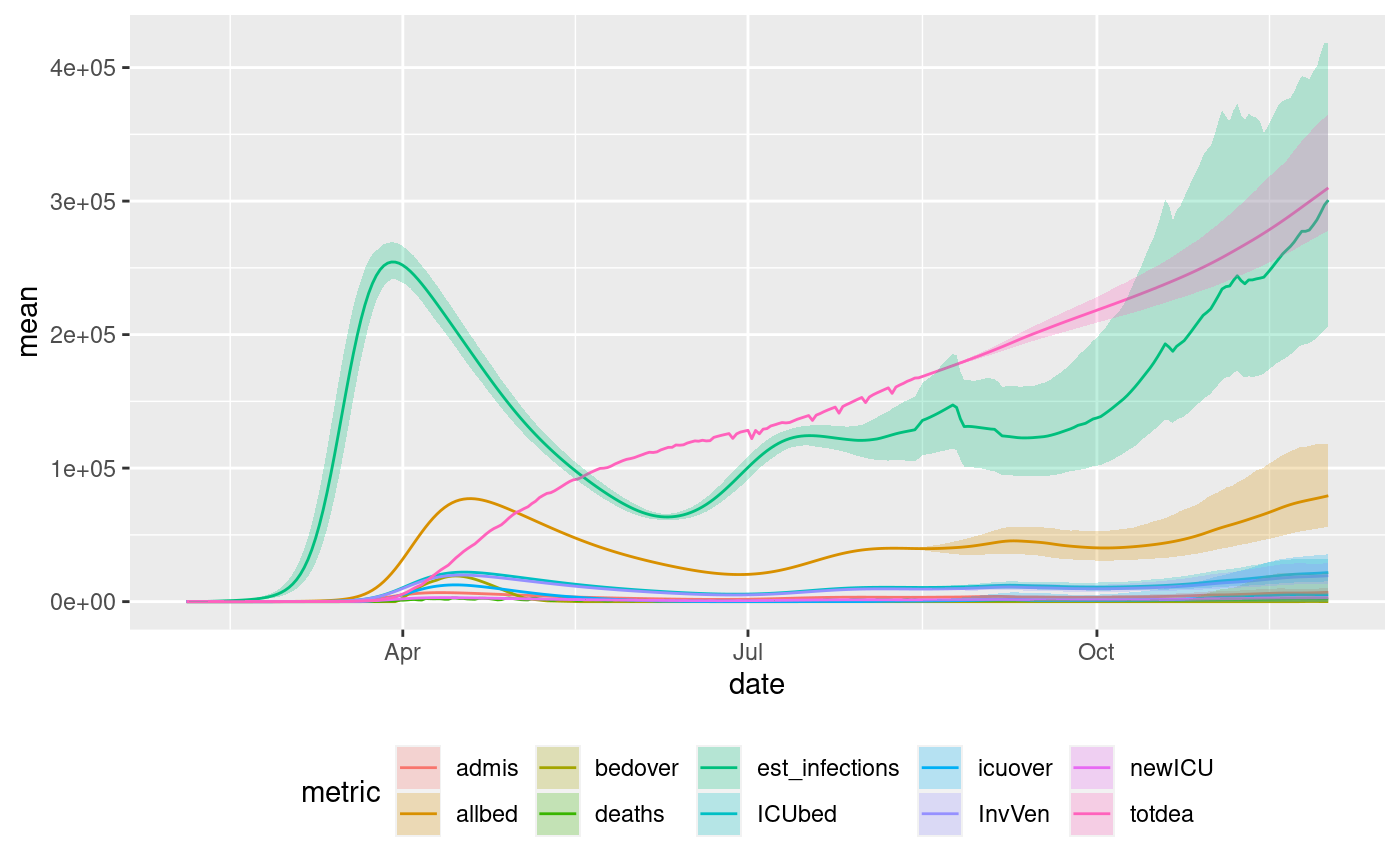 4e+05
3e+05
2e+05
1e+05
0e+00
mean
Apr Jul Oct
date
metric
admis bedover est_infections icuover newICU
allbed deaths ICUbed InvVen totdea